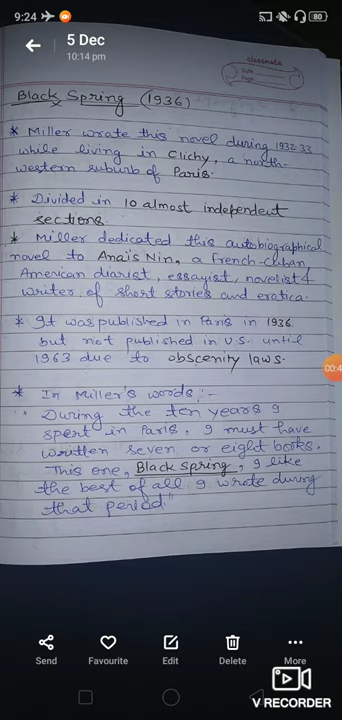 9:24
80
5 Dec
10:14 pm
classmate
Date
Page
Black Spring (1936)
* Miller wrate this novel during 1932-33
while living in Clichy, a north-
western suburb of Paris.
* Divided in 10 almost independent
sections.
* Miller dedicated this autobiographical
novel to Anais Nin, a French-Cuban
American diarist, essayist, novelist &
writer of short stories and erotica.
* It was published in Paris in 1936
but not published in U.S. until
1963 due to obscenity laws.
00:4
* In Miller's words :-
" During the ten years I
spent in Paris, I must have
written seven or eight books.
This one, Black Spring, I like
the best of all I wrote during
that period."
Send
Favourite
Edit
Delete
More
V RECORDER